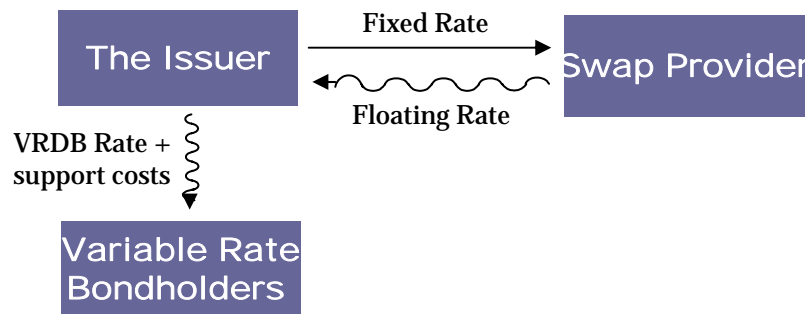 The Issuer
Fixed Rate
Swap Provider
Floating Rate
VRDB Rate +
support costs
Variable Rate
Bondholders